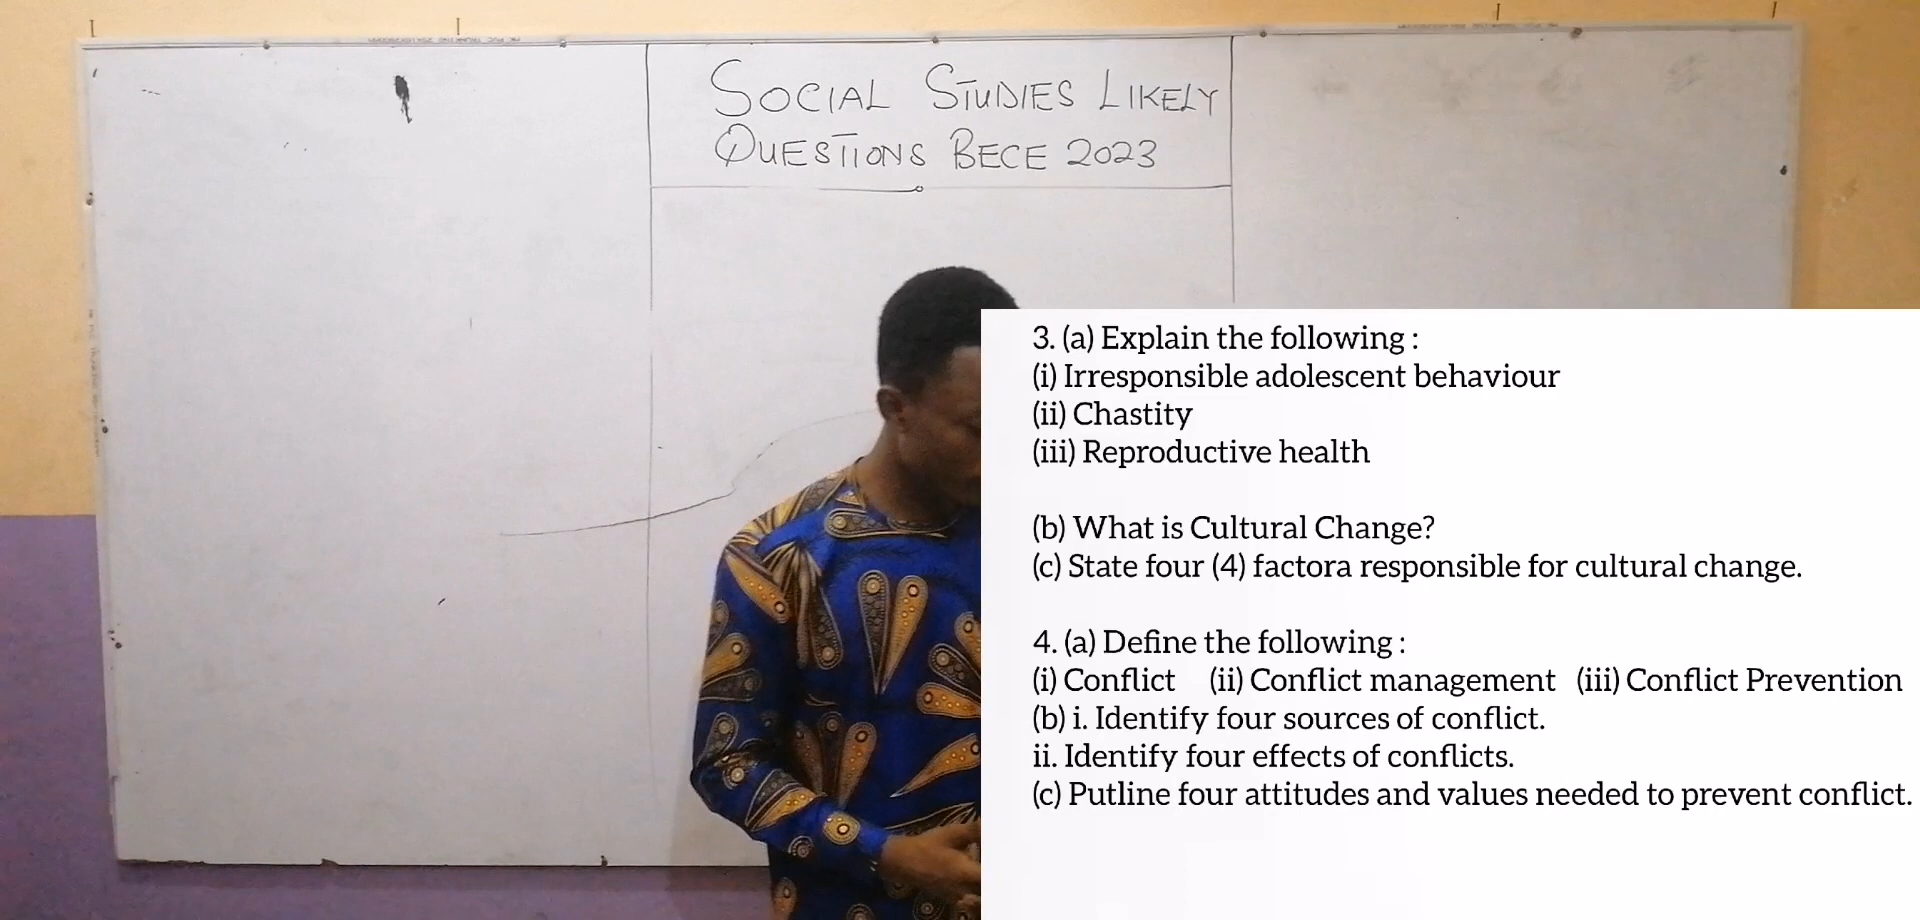 SOCIAL STUDIES LIKELY
QUESTIONS BECE 2023
3. (a) Explain the following :
(i) Irresponsible adolescent behaviour
(ii) Chastity
(iii) Reproductive health
(b) What is Cultural Change?
(c) State four (4) factora responsible for cultural change.
4. (a) Define the following :
(i) Conflict (ii) Conflict management (iii) Conflict Prevention
(b) i. Identify four sources of conflict.
ii. Identify four effects of conflicts.
(c) Putline four attitudes and values needed to prevent conflict.